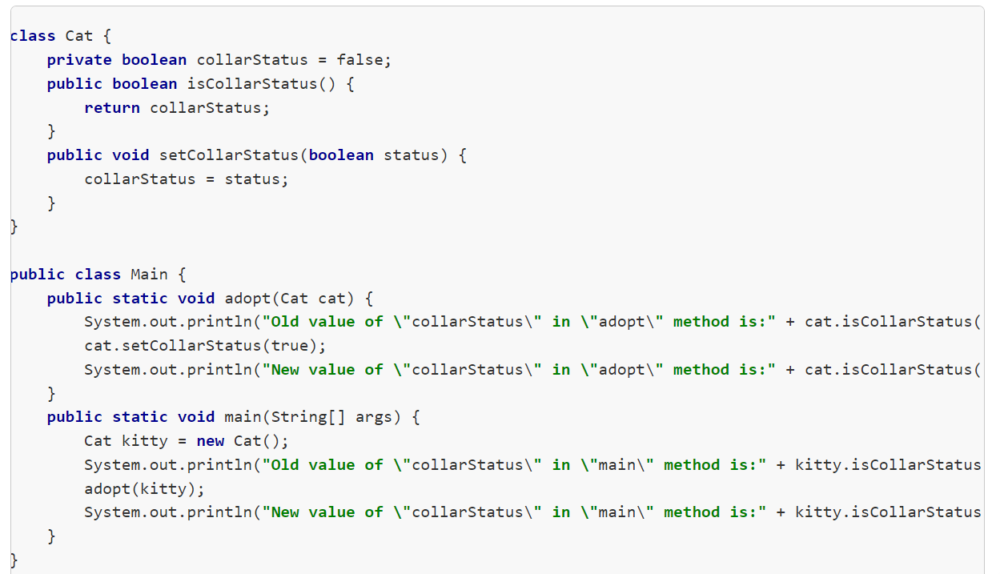 class Cat {
    private boolean collarStatus = false;
    public boolean isCollarStatus() {
        return collarStatus;
    }
    public void setCollarStatus(boolean status) {
        collarStatus = status;
    }
}

public class Main {
    public static void adopt(Cat cat) {
        System.out.println("Old value of \"collarStatus\" in \"adopt\" method is:" + cat.isCollarStatus(
        cat.setCollarStatus(true);
        System.out.println("New value of \"collarStatus\" in \"adopt\" method is:" + cat.isCollarStatus(
    }
    public static void main(String[] args) {
        Cat kitty = new Cat();
        System.out.println("Old value of \"collarStatus\" in \"main\" method is:" + kitty.isCollarStatus
        adopt(kitty);
        System.out.println("New value of \"collarStatus\" in \"main\" method is:" + kitty.isCollarStatus
    }
}